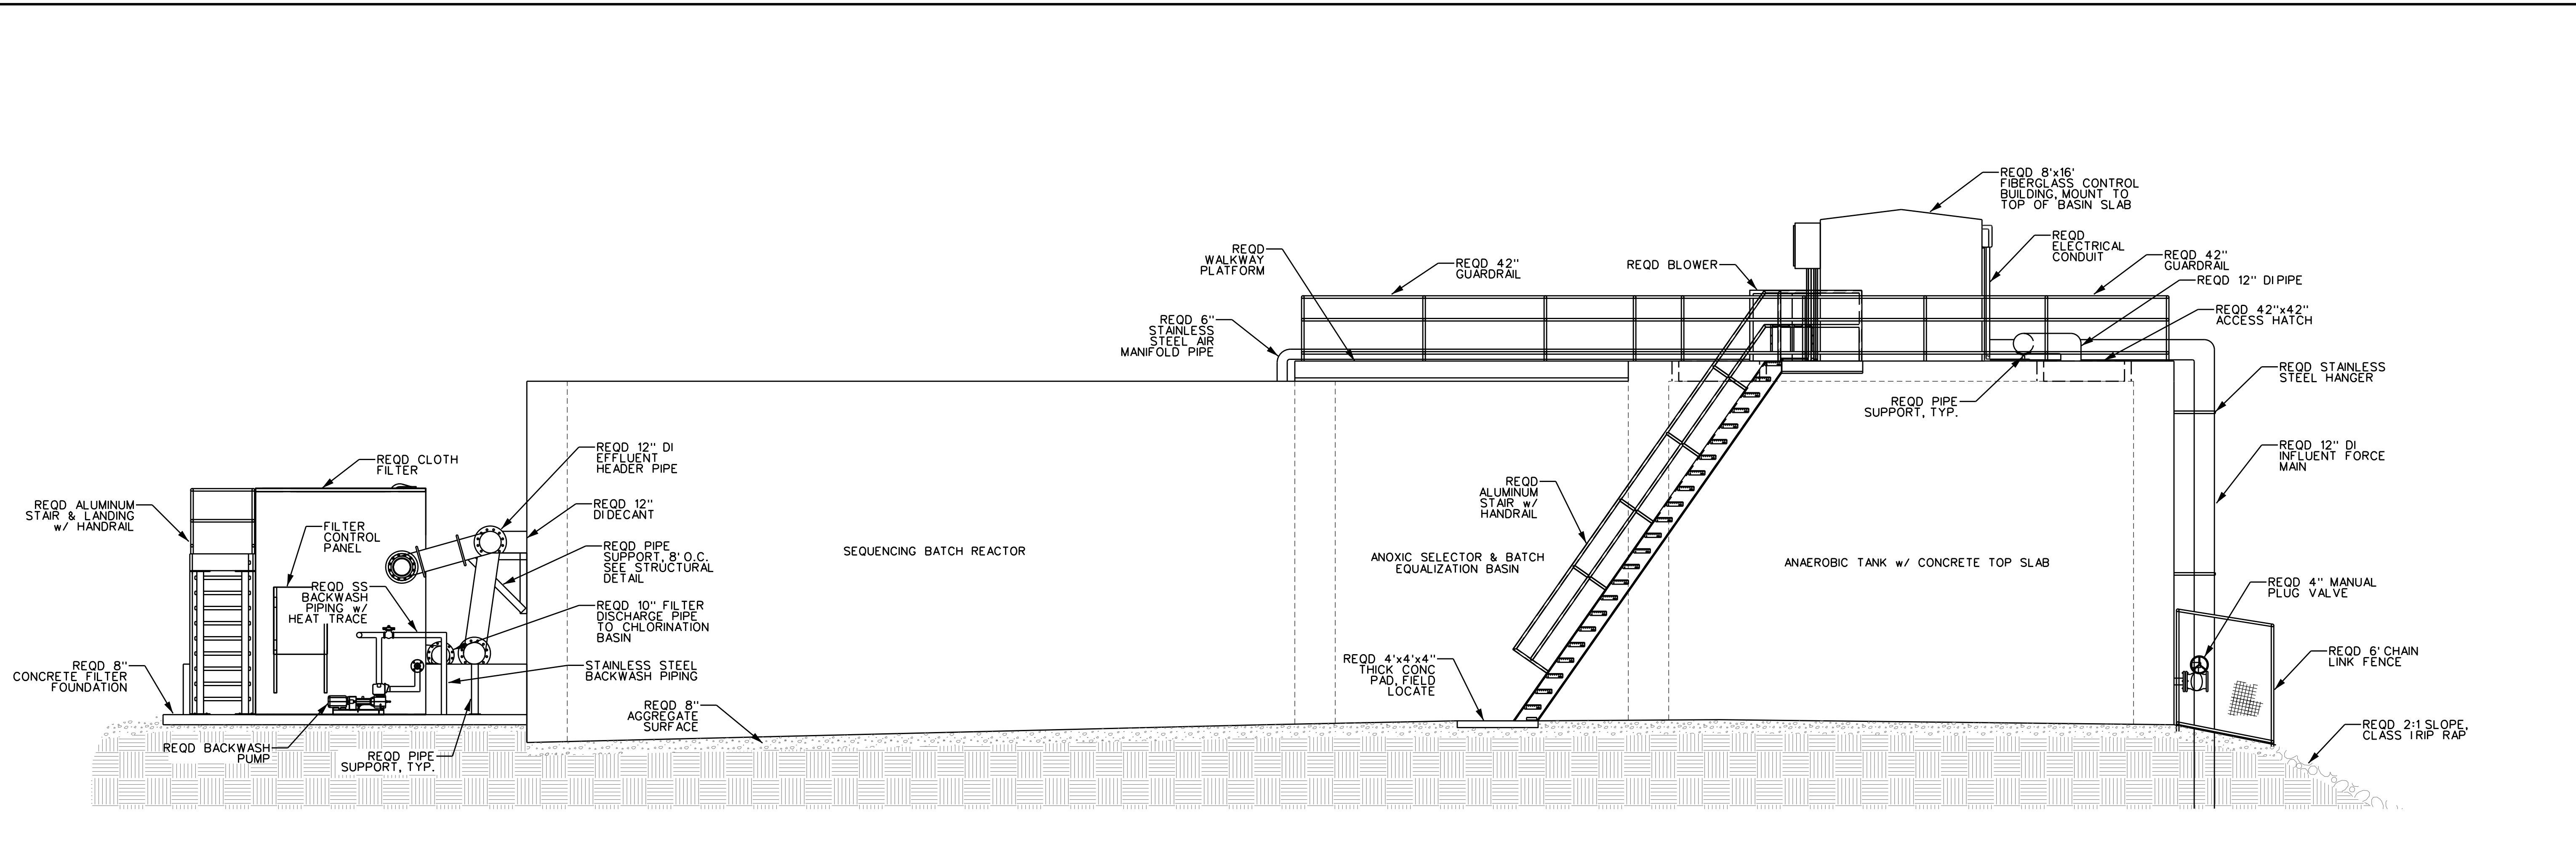 REQD 8'x16'
FIBERGLASS CONTROL
BUILDING, MOUNT TO
TOP OF BASIN SLAB
REQD
WALKWAY
PLATFORM
REQD 42"
GUARDRAIL
REQD BLOWER
REQD
ELECTRICAL
CONDUIT
REQD 42"
GUARDRAIL
REQD 12" DI PIPE
REQD 42"x42"
ACCESS HATCH
REQD 6"
STAINLESS
STEEL AIR
MANIFOLD PIPE
REQD STAINLESS
STEEL HANGER
REQD PIPE
SUPPORT, TYP.
REQD 12" DI
INFLUENT FORCE
MAIN
REQD CLOTH
FILTER
REQD 12" DI
EFFLUENT
HEADER PIPE
REQD ALUMINUM
STAIR & LANDING
w/ HANDRAIL
FILTER
CONTROL
PANEL
REQD 12"
DI DECANT
REQD PIPE
SUPPORT, 8' O.C.
SEE STRUCTURAL
DETAIL
REQD SS
BACKWASH
PIPING w/
HEAT TRACE
REQD 10" FILTER
DISCHARGE PIPE
TO CHLORINATION
BASIN
SEQUENCING BATCH REACTOR
REQD
ALUMINUM
STAIR w/
HANDRAIL
ANOXIC SELECTOR & BATCH
EQUALIZATION BASIN
ANAEROBIC TANK w/ CONCRETE TOP SLAB
REQD 4" MANUAL
PLUG VALVE
REQD 8"
CONCRETE FILTER
FOUNDATION
STAINLESS STEEL
BACKWASH PIPING
REQD 4'x4'x4"
THICK CONC
PAD, FIELD
LOCATE
REQD 6' CHAIN
LINK FENCE
REQD 8"
AGGREGATE
SURFACE
REQD BACKWASH
PUMP
REQD PIPE
SUPPORT, TYP.
REQD 2:1 SLOPE,
CLASS I RIP RAP